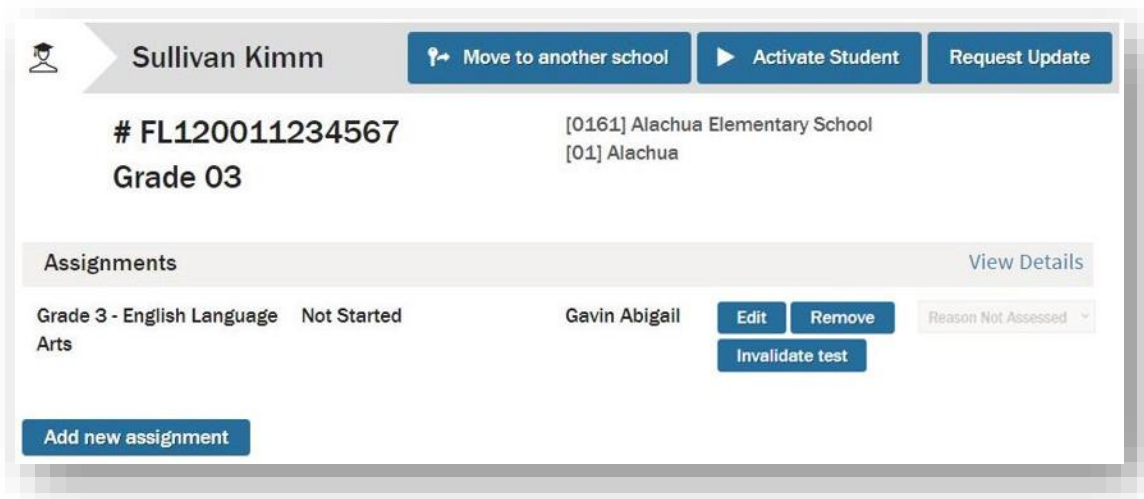 Sullivan Kimm
Move to another school
Activate Student
Request Update
# FL120011234567
Grade 03
[0161] Alachua Elementary School
[01] Alachua
Assignments
View Details
Grade 3 - English Language
Arts
Not Started
Gavin Abigail
Edit
Remove
Reason Not Assessed
Invalidate test
Add new assignment